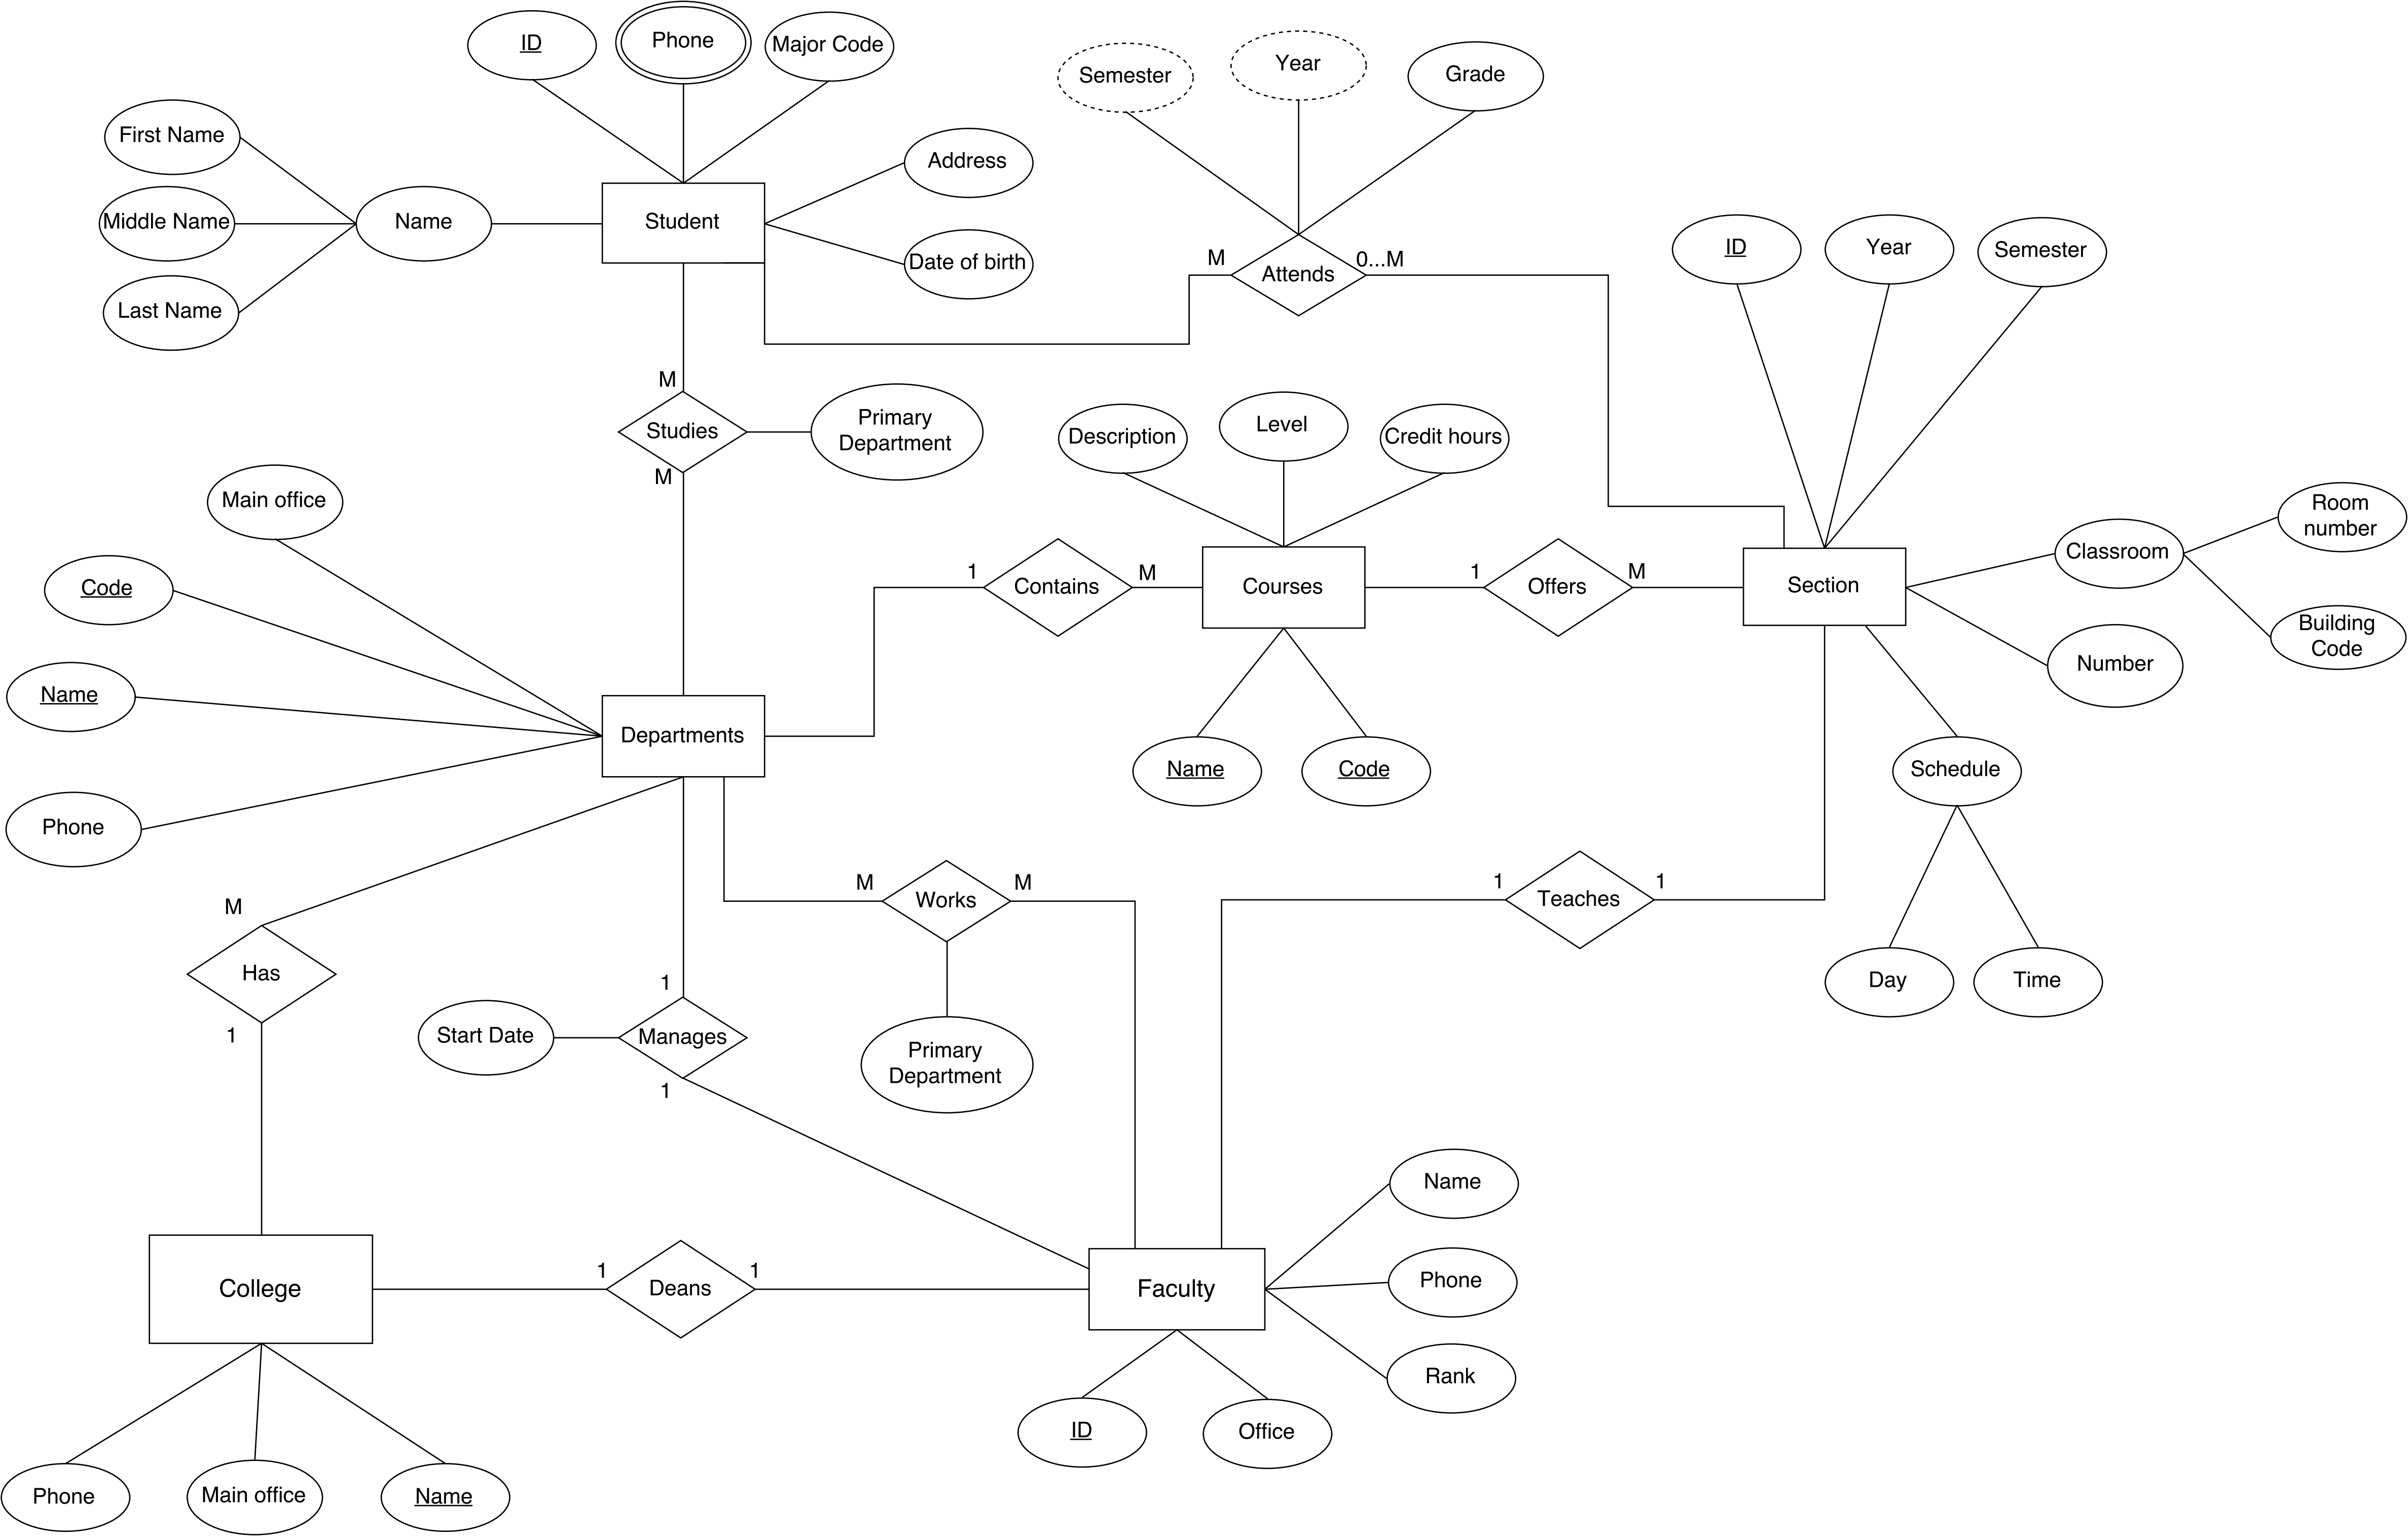 ID
Phone
Major Code
Semester
Year
Grade
First Name
Middle Name
Last Name
Name
Student
Address
Date of birth
M
Attends
0...M
ID
Year
Semester
M
Studies
M
Primary
Department
Description
Level
Credit hours
Main office
Code
Name
Phone
Departments
1
Contains
M
Courses
1
Offers
M
Section
Classroom
Room
number
Building
Code
Number
Name
Code
Schedule
Day
Time
M
Has
1
M
Works
M
Primary
Department
1
Teaches
1
1
Start Date
Manages
1
College
1
Deans
1
Faculty
Name
Phone
Rank
ID
Office
Phone
Main office
Name